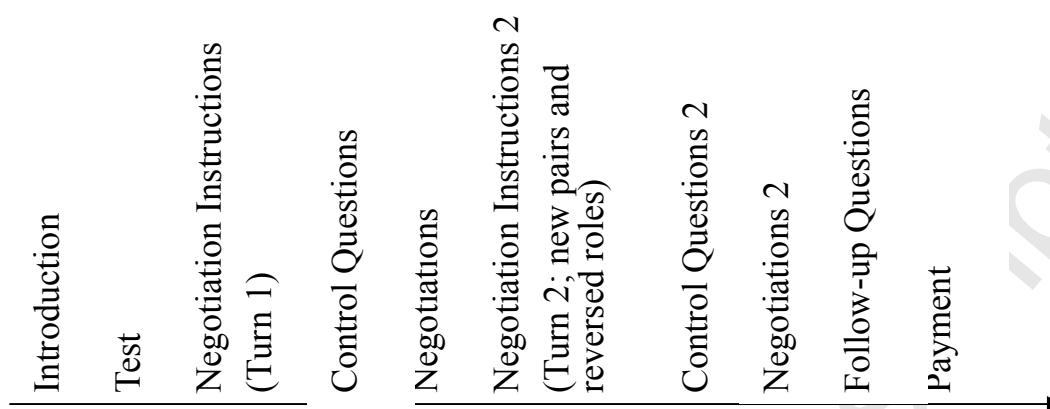 Introduction
Test
Negotiation Instructions
(Turn 1)
Control Questions
Negotiations
Negotiation Instructions 2
(Turn 2; new pairs and
reversed roles)
Control Questions 2
Negotiations 2
Follow-up Questions
Payment